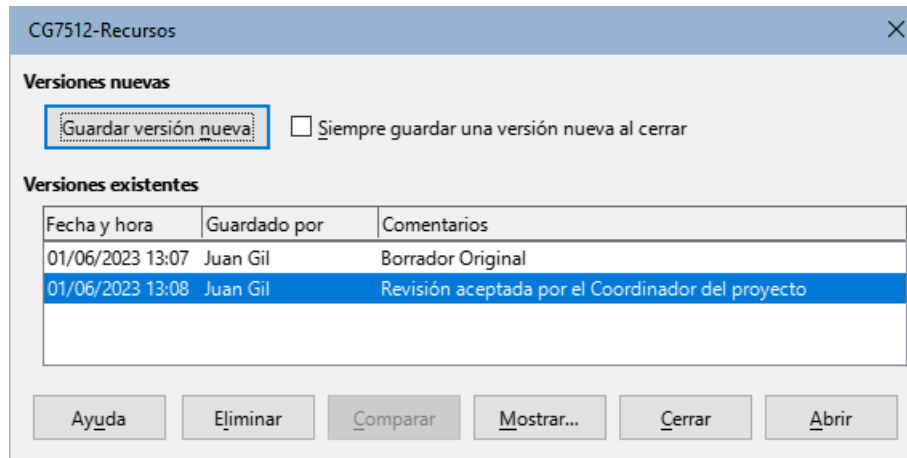 CG7512-Recursos
Versiones nuevas
Guardar versión nueva Siempre guardar una versión nueva al cerrar
Versiones existentes
Fecha y hora Guardado por Comentarios
01/06/2023 13:07 Juan Gil Borrador Original
01/06/2023 13:08 Juan Gil Revisión aceptada por el Coordinador del proyecto
Ayuda Eliminar Comparar Mostrar... Cerrar Abrir